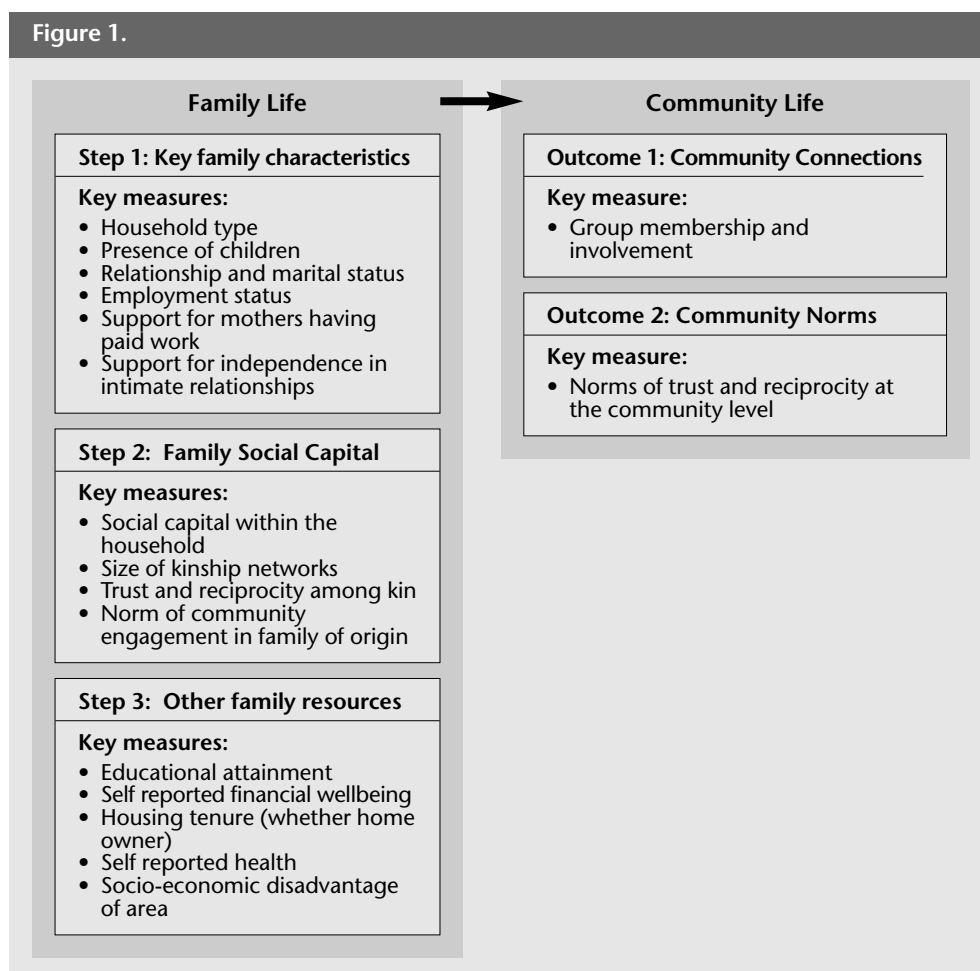 Figure 1.
Family Life
Step 1: Key family characteristics
Key measures:
• Household type
• Presence of children
• Relationship and marital status
• Employment status
• Support for mothers having
paid work
• Support for independence in
intimate relationships
Step 2: Family Social Capital
Key measures:
• Social capital within the
household
• Size of kinship networks
• Trust and reciprocity among kin
• Norm of community
engagement in family of origin
Step 3: Other family resources
Key measures:
• Educational attainment
• Self reported financial wellbeing
• Housing tenure (whether home
owner)
• Self reported health
• Socio-economic disadvantage
of area
Community Life
Outcome 1: Community Connections
Key measure:
• Group membership and
involvement
Outcome 2: Community Norms
Key measure:
• Norms of trust and reciprocity at
the community level